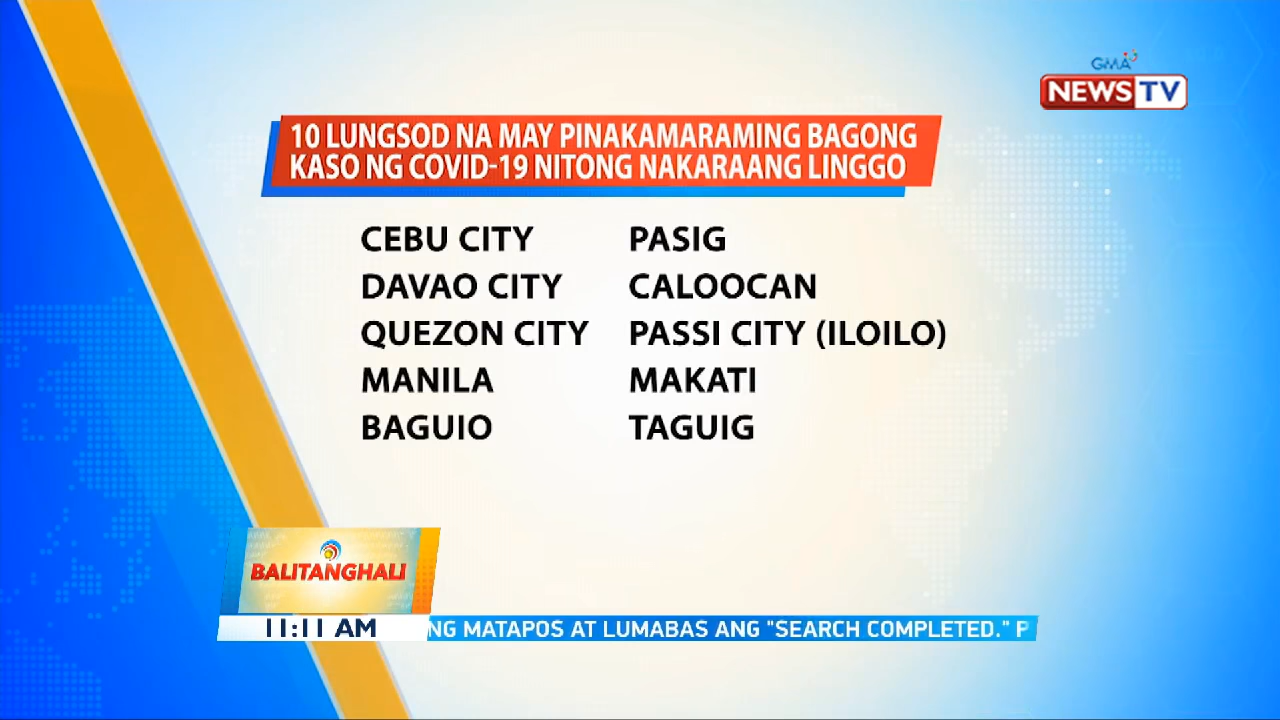 GMA
NEWS TV
10 LUNGSOD NA MAY PINAKAMARAMING BAGONG
KASO NG COVID-19 NITONG NAKARAANG LINGGO
CEBU CITY
DAVAO CITY
QUEZON CITY
MANILA
BAGUIO
PASIG
CALOOCAN
PASSI CITY (ILOILO)
MAKATI
TAGUIG
BALITANGHALI
11:11 AM
NG MATAPOS AT LUMABAS ANG "SEARCH COMPLETED." P